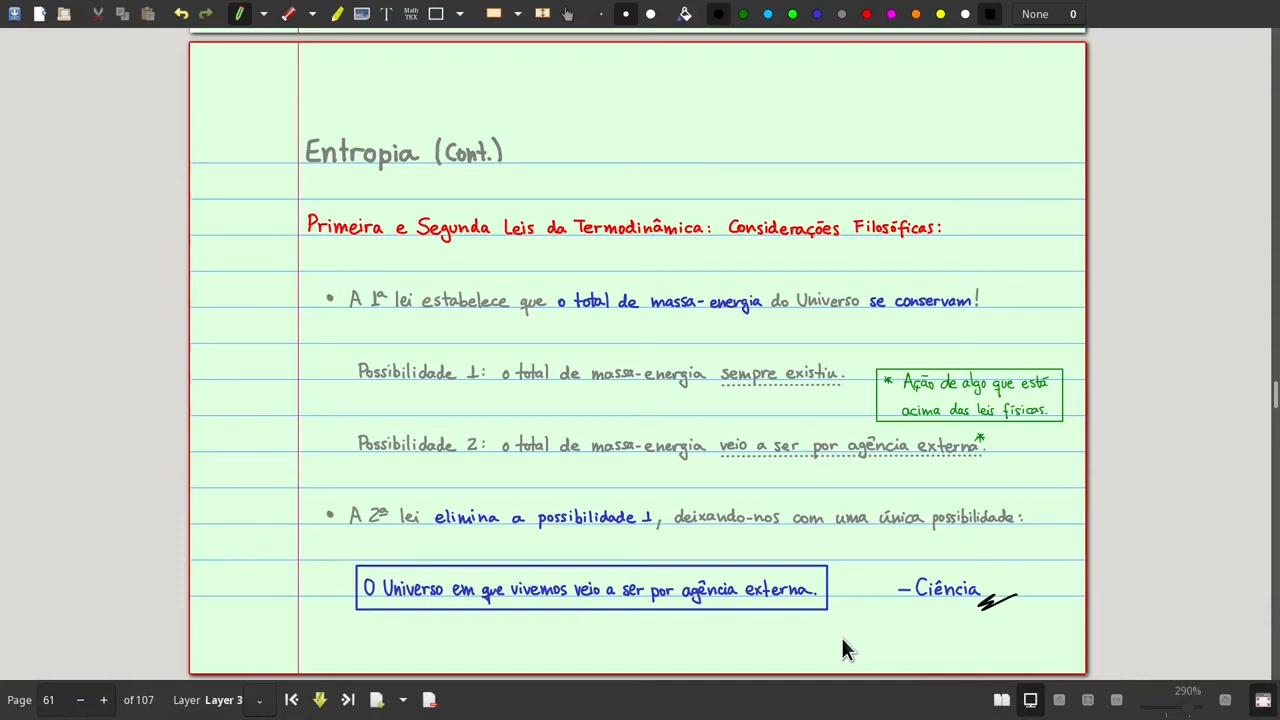 T MATH TEX None 0
Entropia (Cont.)
Primeira e Segunda Leis da Termodinâmica: Considerações Filosóficas:
• A 1ª lei estabelece que o total de massa-energia do Universo se conservam!
Possibilidade 1: o total de massa-energia sempre existiu.
* Ação de algo que está
acima das leis físicas.
Possibilidade 2: o total de massa-energia veio a ser por agência externa*.
• A 2ª lei elimina a possibilidade 1, deixando-nos com uma única possibilidade:
O Universo em que vivemos veio a ser por agência externa. – Ciência
Page 61 of 107 Layer Layer 3 290%